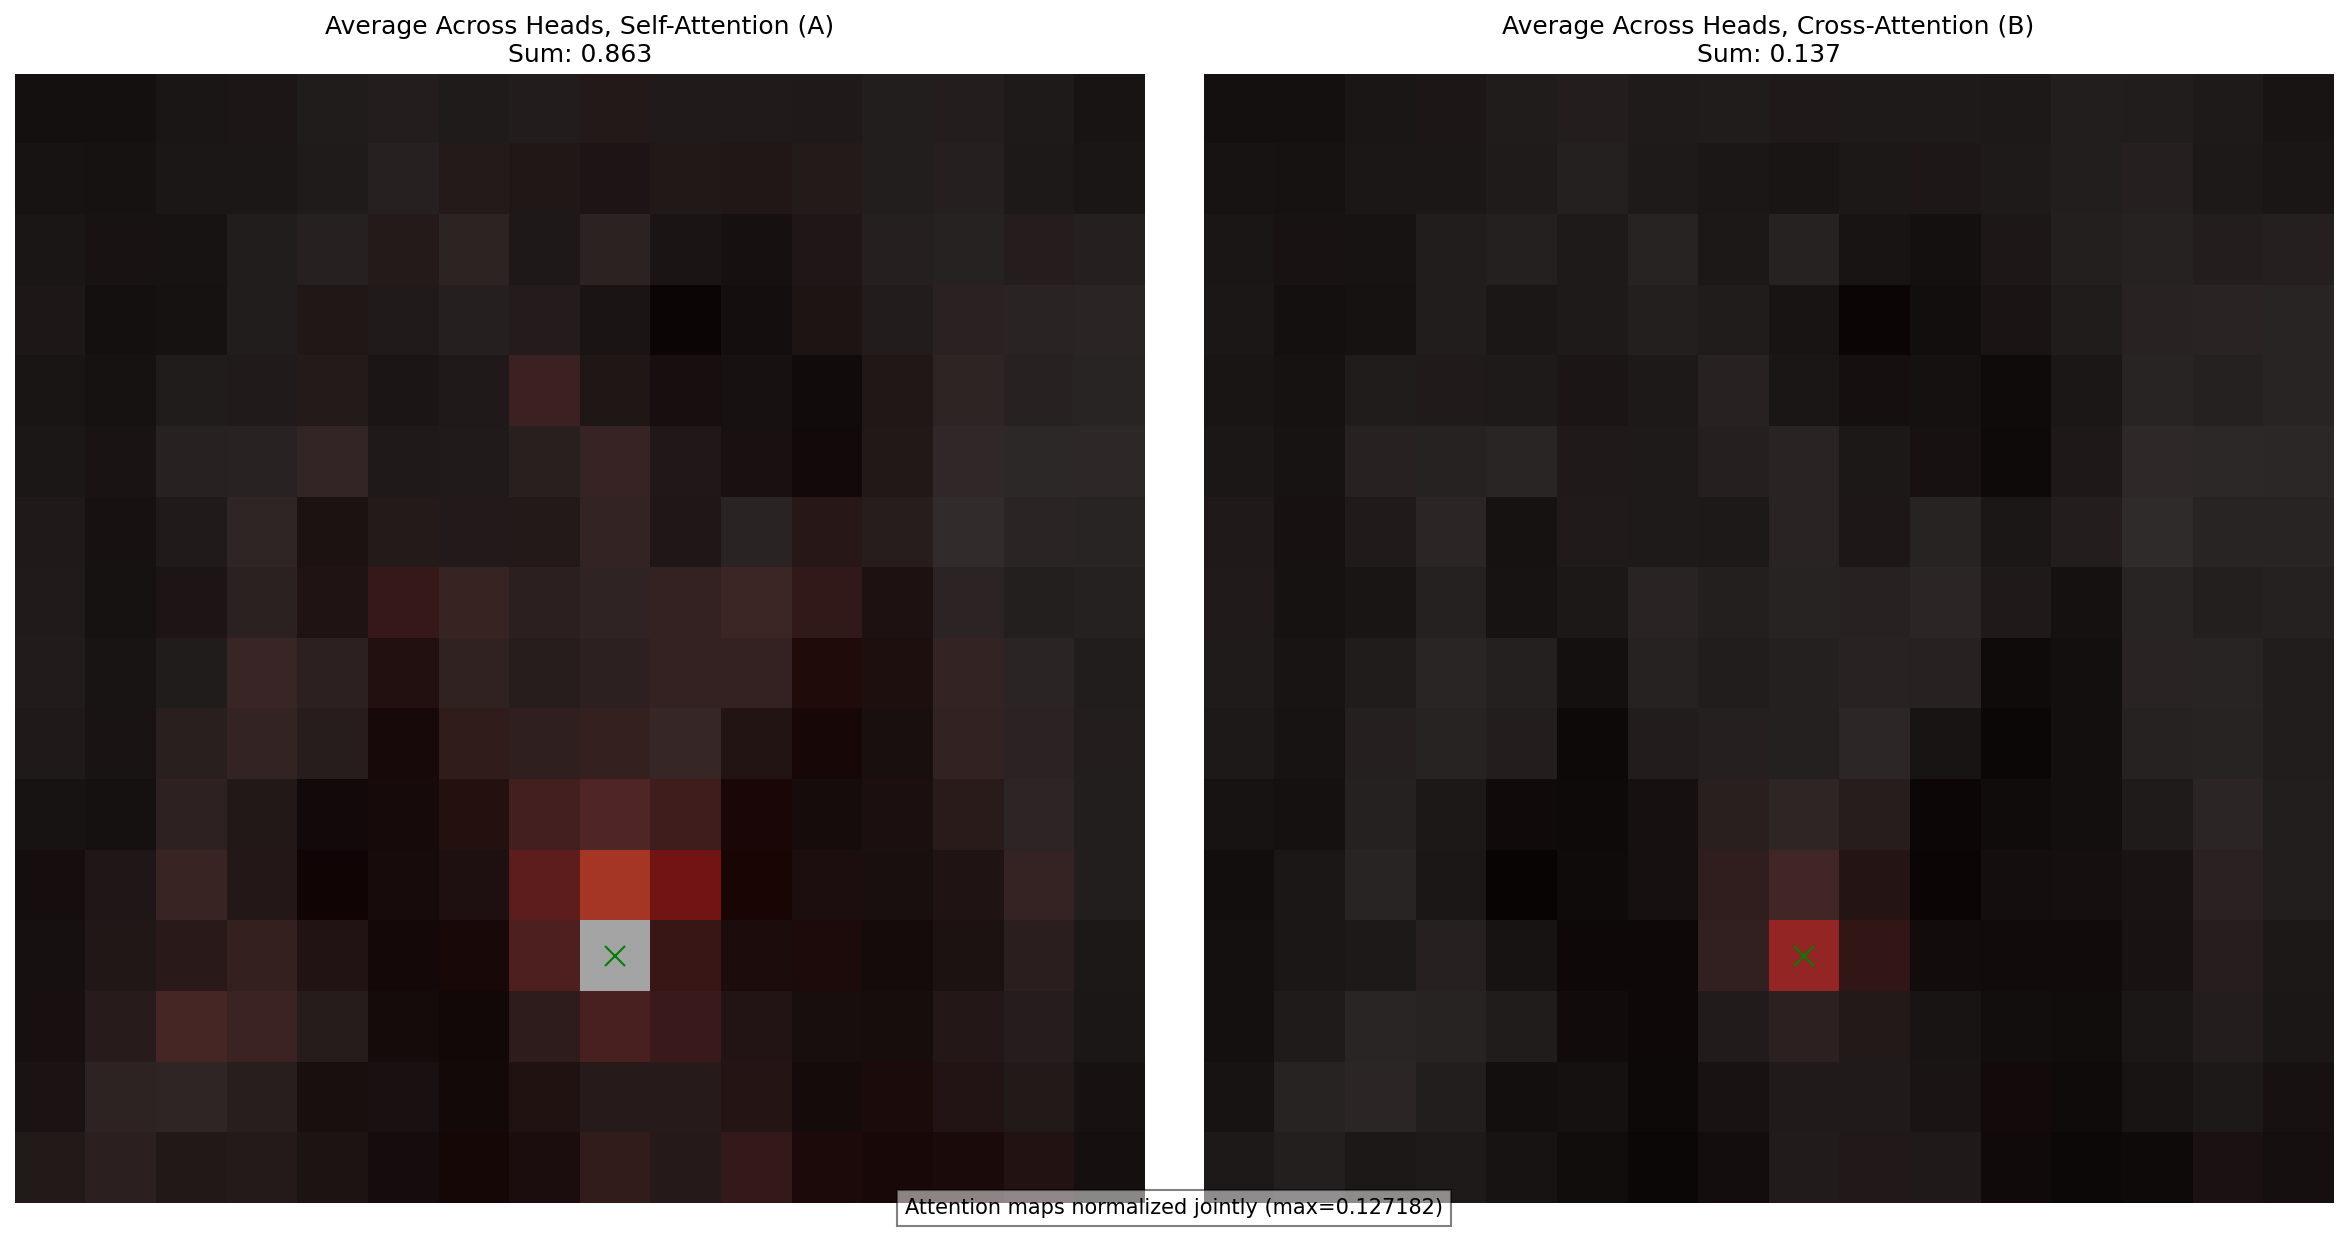 Average Across Heads, Self-Attention (A)
Sum: 0.863
Average Across Heads, Cross-Attention (B)
Sum: 0.137
Attention maps normalized jointly (max=0.127182)